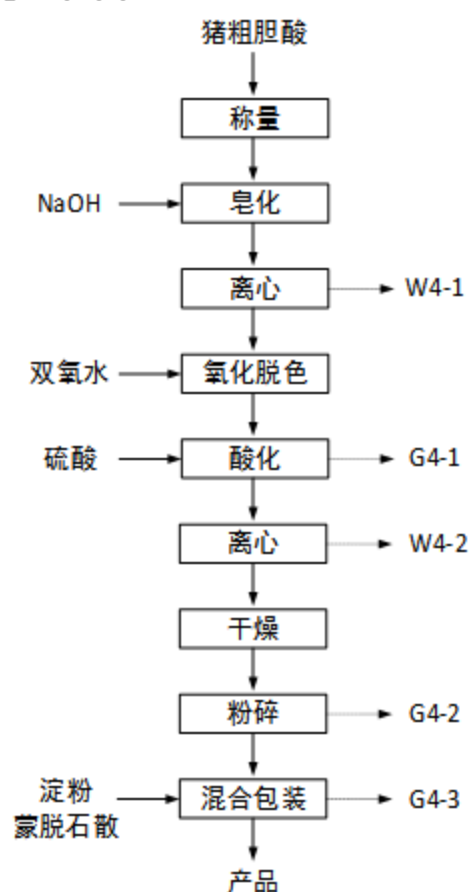 猪粗胆酸
称量
NaOH
皂化
离心
W4-1
双氧水
氧化脱色
硫酸
酸化
G4-1
离心
W4-2
干燥
粉碎
G4-2
淀粉
蒙脱石散
混合包装
G4-3
产品